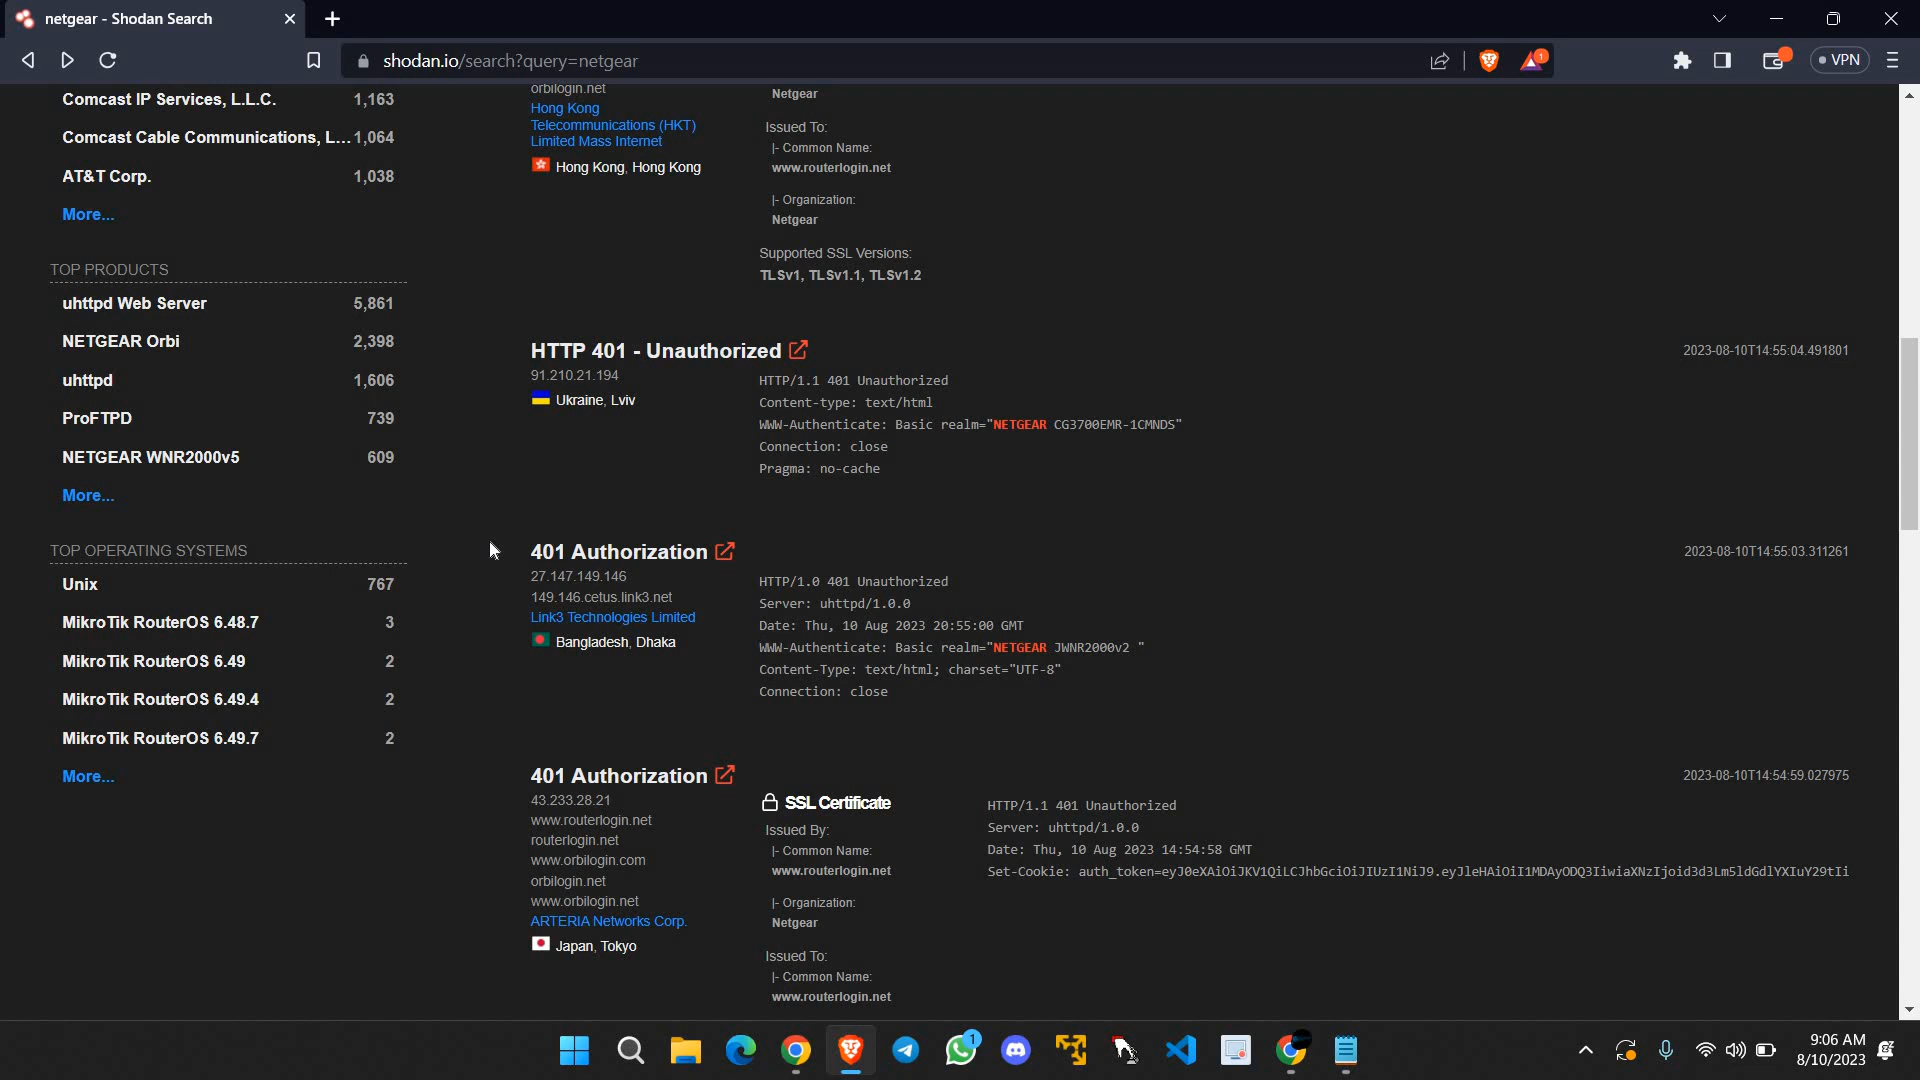 netgear - Shodan Search
shodan.io/search?query=netgear
1
VPN
Comcast IP Services, L.L.C. 1,163
Comcast Cable Communications, L... 1,064
AT&T Corp. 1,038
More...
TOP PRODUCTS
uhttpd Web Server 5,861
NETGEAR Orbi 2,398
uhttpd 1,606
ProFTPD 739
NETGEAR WNR2000v5 609
More...
TOP OPERATING SYSTEMS
Unix 767
MikroTik RouterOS 6.48.7 3
MikroTik RouterOS 6.49 2
MikroTik RouterOS 6.49.4 2
MikroTik RouterOS 6.49.7 2
More...
orbilogin.net
Hong Kong
Telecommunications (HKT)
Limited Mass Internet
Hong Kong, Hong Kong
Netgear
Issued To:
|- Common Name:
www.routerlogin.net
|- Organization:
Netgear
Supported SSL Versions:
TLSv1, TLSv1.1, TLSv1.2
HTTP 401 - Unauthorized
2023-08-10T14:55:04.491801
91.210.21.194
Ukraine, Lviv
HTTP/1.1 401 Unauthorized
Content-type: text/html
WWW-Authenticate: Basic realm="NETGEAR CG3700EMR-1CMNDS"
Connection: close
Pragma: no-cache
401 Authorization
2023-08-10T14:55:03.311261
27.147.149.146
149.146.cetus.link3.net
Link3 Technologies Limited
Bangladesh, Dhaka
HTTP/1.0 401 Unauthorized
Server: uhttpd/1.0.0
Date: Thu, 10 Aug 2023 20:55:00 GMT
WWW-Authenticate: Basic realm="NETGEAR JWNR2000v2 "
Content-Type: text/html; charset="UTF-8"
Connection: close
401 Authorization
2023-08-10T14:54:59.027975
43.233.28.21
www.routerlogin.net
routerlogin.net
www.orbilogin.com
orbilogin.net
www.orbilogin.net
ARTERIA Networks Corp.
Japan, Tokyo
SSL Certificate
Issued By:
|- Common Name:
www.routerlogin.net
|- Organization:
Netgear
Issued To:
|- Common Name:
www.routerlogin.net
HTTP/1.1 401 Unauthorized
Server: uhttpd/1.0.0
Date: Thu, 10 Aug 2023 14:54:58 GMT
Set-Cookie: auth_token=eyJ0eXAiOiJKV1QiLCJhbGciOiJIUzI1NiJ9.eyJleHAiOiI1MDAyODQ3IiwiaXNzIjoid3d3Lm5ldGdlYXIuY29tIi
1
9:06 AM
8/10/2023